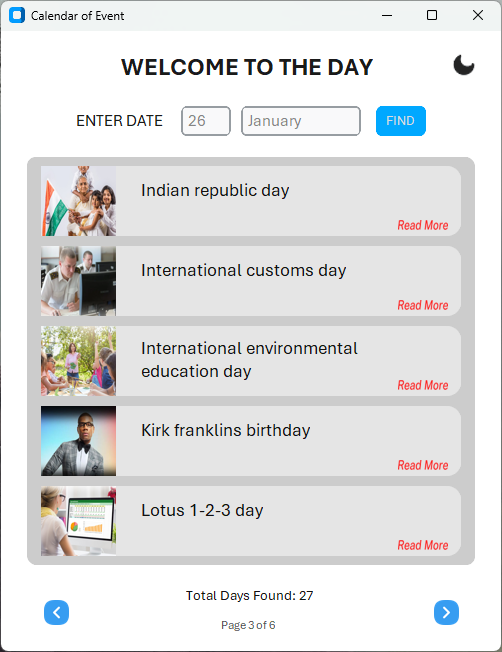 Calendar of Event
WELCOME TO THE DAY
ENTER DATE 26 January FIND
Indian republic day
Read More
International customs day
Read More
International environmental
education day
Read More
Kirk franklins birthday
Read More
Lotus 1-2-3 day
Read More
Total Days Found: 27
Page 3 of 6